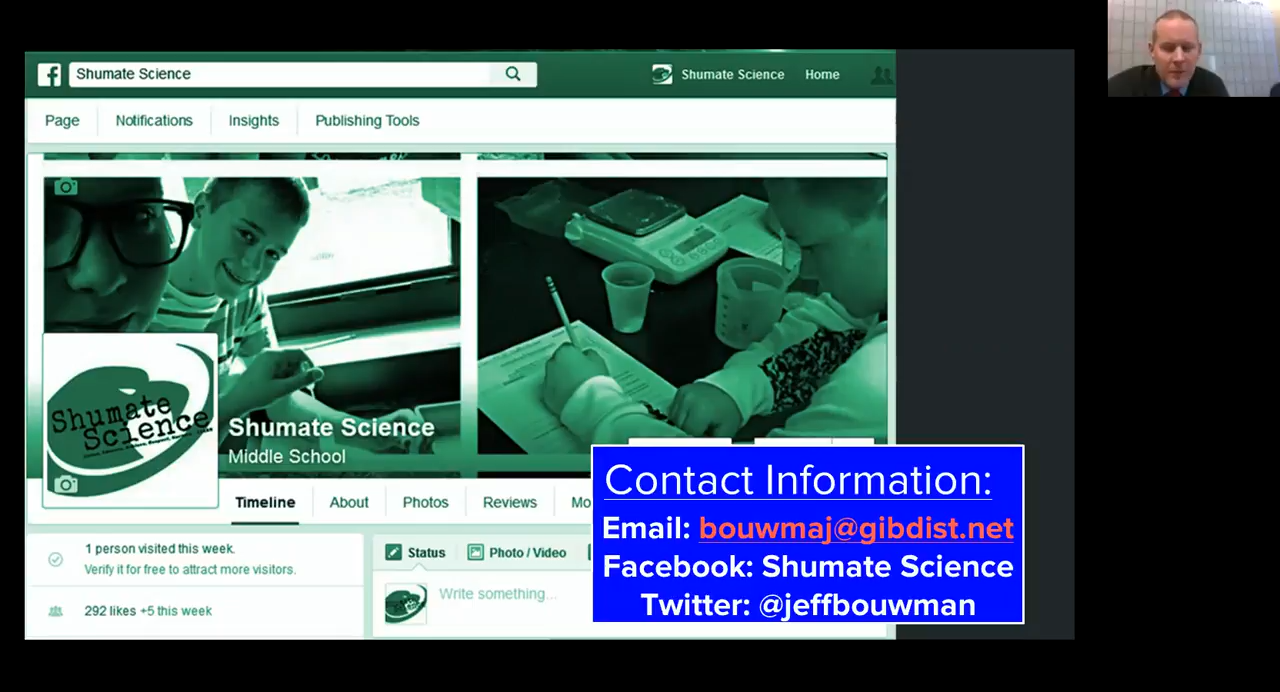 Shumate Science
Shumate Science
Home
Page
Notifications
Insights
Publishing Tools
Shumate
Science
Shumate Science
Middle School
Timeline
About
Photos
Reviews
Mo
1 person visited this week.
Verify it for free to attract more visitors.
292 likes +5 this week
Status
Photo / Video
Write something...
Contact Information:
Email: bouwmaj@gibdist.net
Facebook: Shumate Science
Twitter: @jeffbouwman